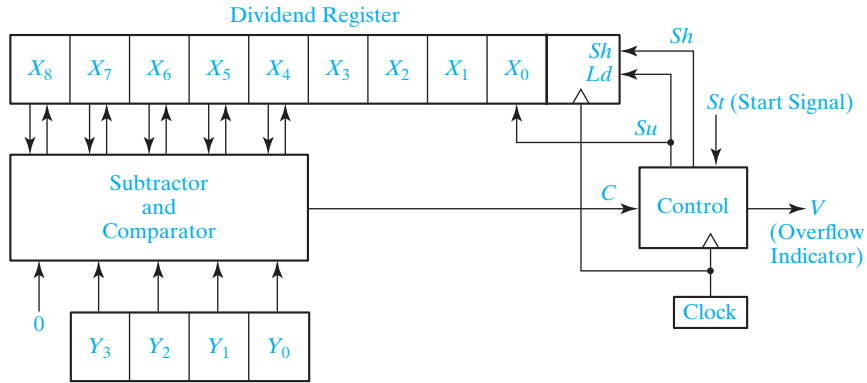 Dividend Register
X₈ X₇ X₆ X₅ X₄ X₃ X₂ X₁ X₀
Sh
Ld
Sh
St (Start Signal)
Su
Subtractor
and
Comparator
C
Control
V
(Overflow
Indicator)
0
Y₃ Y₂ Y₁ Y₀
Clock